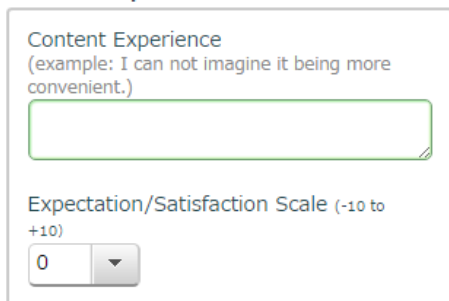 Content Experience
(example: I can not imagine it being more
convenient.)
Expectation/Satisfaction Scale (-10 to
+10)
0